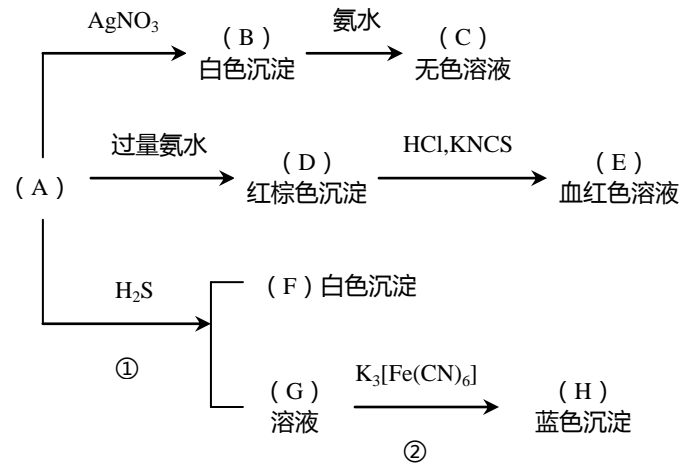 AgNO₃
(B)
白色沉淀
氨水
(C)
无色溶液
(A)
过量氨水
(D)
红棕色沉淀
HCl,KNCS
(E)
血红色溶液
H₂S
①
(F)白色沉淀
(G)
溶液
K₃[Fe(CN)₆]
②
(H)
蓝色沉淀